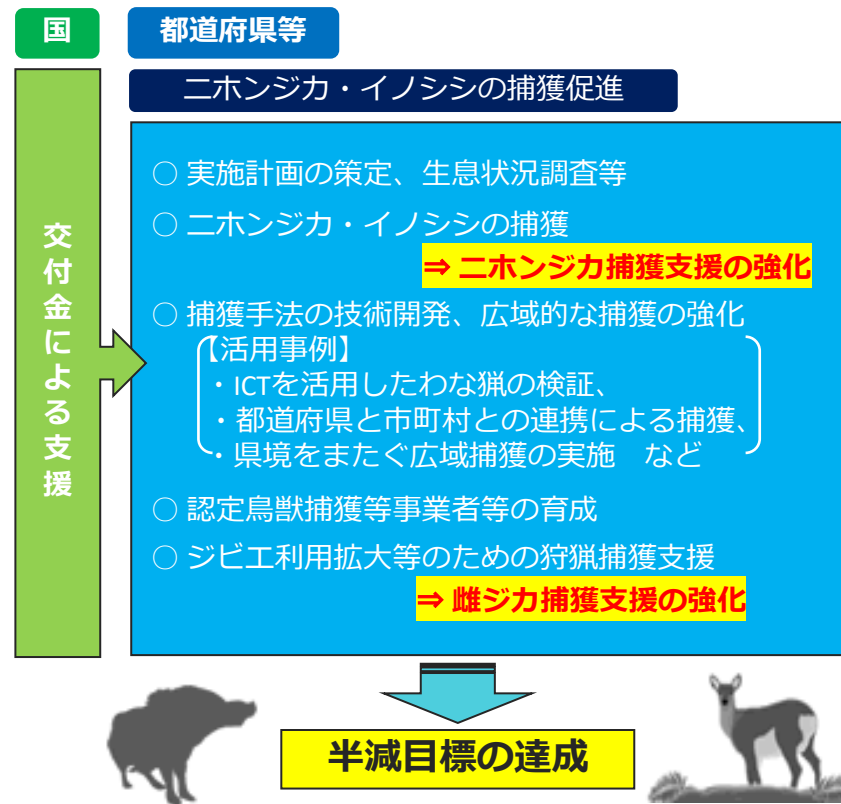 国
都道府県等
ニホンジカ・イノシシの捕獲促進
交付金による支援
○ 実施計画の策定、生息状況調査等
○ ニホンジカ・イノシシの捕獲
⇒ ニホンジカ捕獲支援の強化
○ 捕獲手法の技術開発、広域的な捕獲の強化
【活用事例】
・ICTを活用したわな猟の検証、
・都道府県と市町村との連携による捕獲、
・県境をまたぐ広域捕獲の実施　など
○ 認定鳥獣捕獲等事業者等の育成
○ ジビエ利用拡大等のための狩猟捕獲支援
⇒ 雌ジカ捕獲支援の強化
半減目標の達成